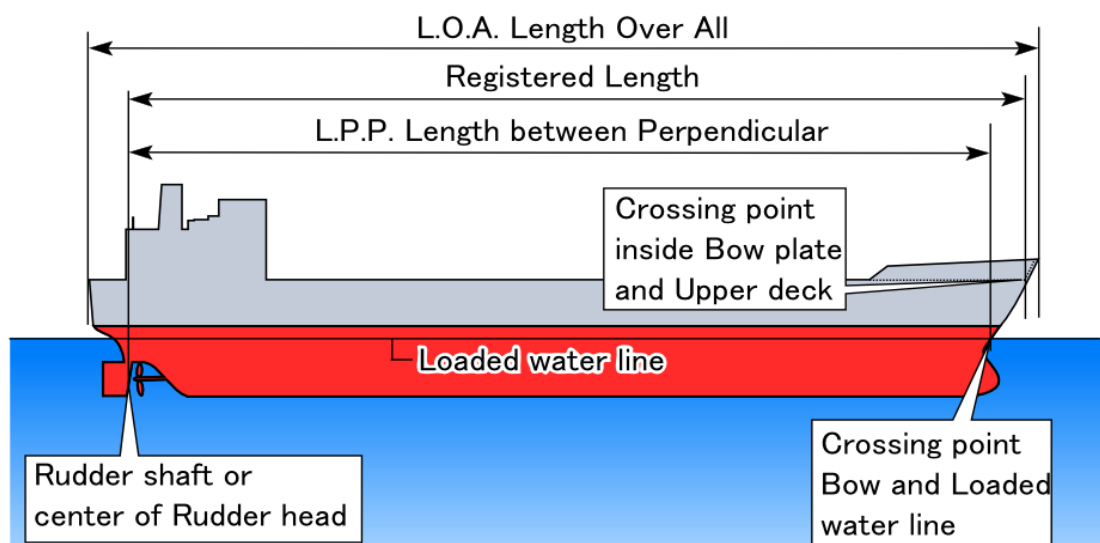 L.O.A. Length Over All
Registered Length
L.P.P. Length between Perpendicular
Crossing point
inside Bow plate
and Upper deck
Loaded water line
Rudder shaft or
center of Rudder head
Crossing point
Bow and Loaded
water line